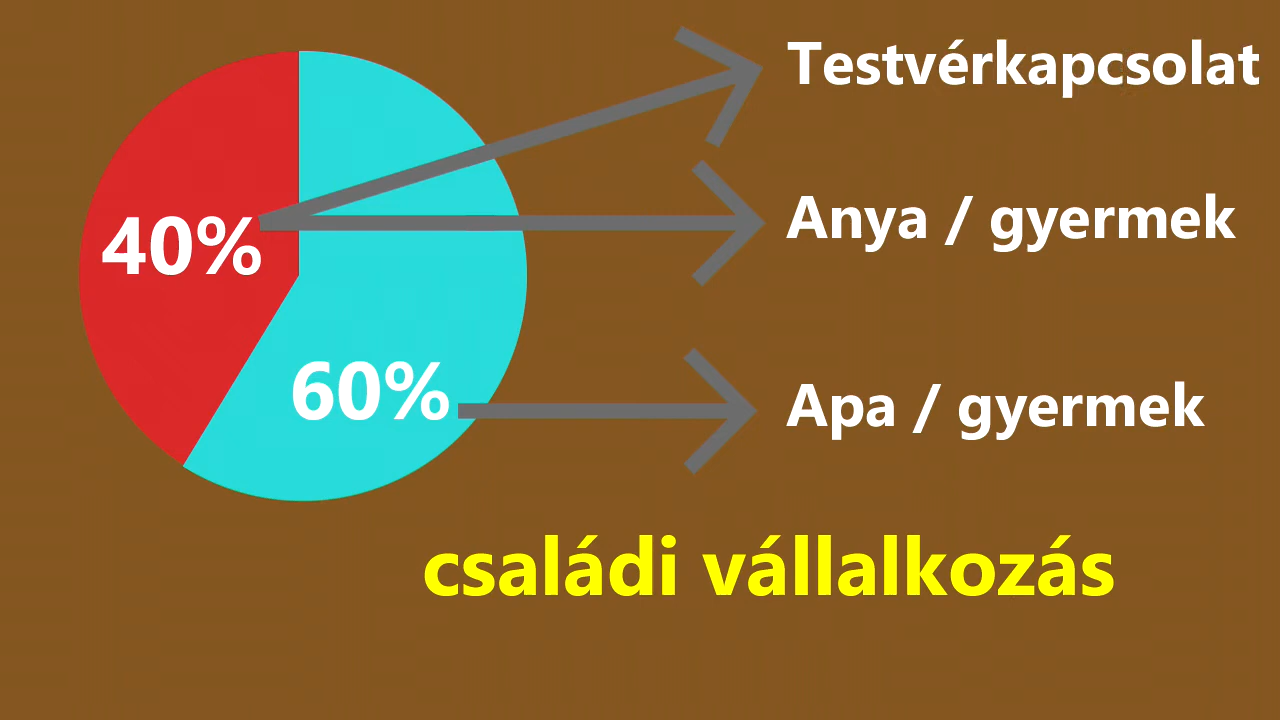 Testvérkapcsolat
40%
Anya / gyermek
60%
Apa / gyermek
családi vállalkozás